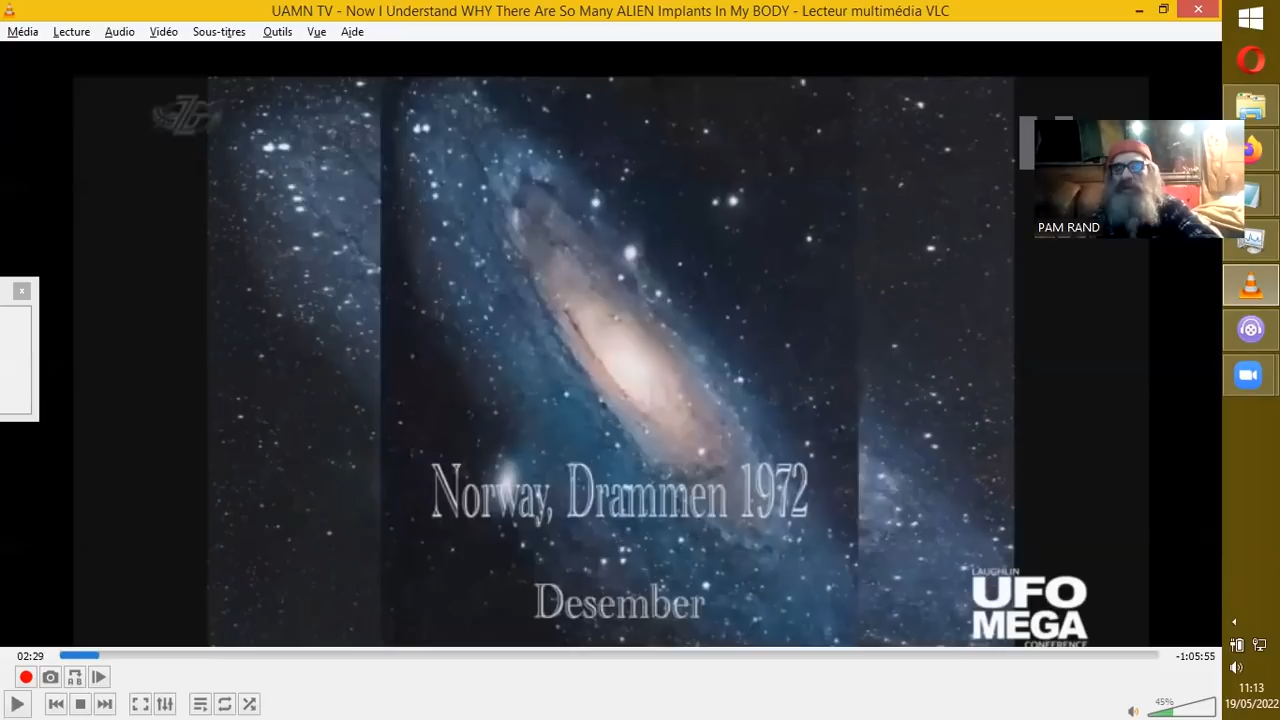 UAMN TV - Now I Understand WHY There Are So Many ALIEN Implants In My BODY - Lecteur multimédia VLC
Média Lecture Audio Vidéo Sous-titres Outils Vue Aide
PAM RAND
Norway, Drammen 1972
Desember
LAUGHLIN
UFO
MEGA
CONFERENCE
02:29
-1:05:55
45%
11:13
19/05/2022